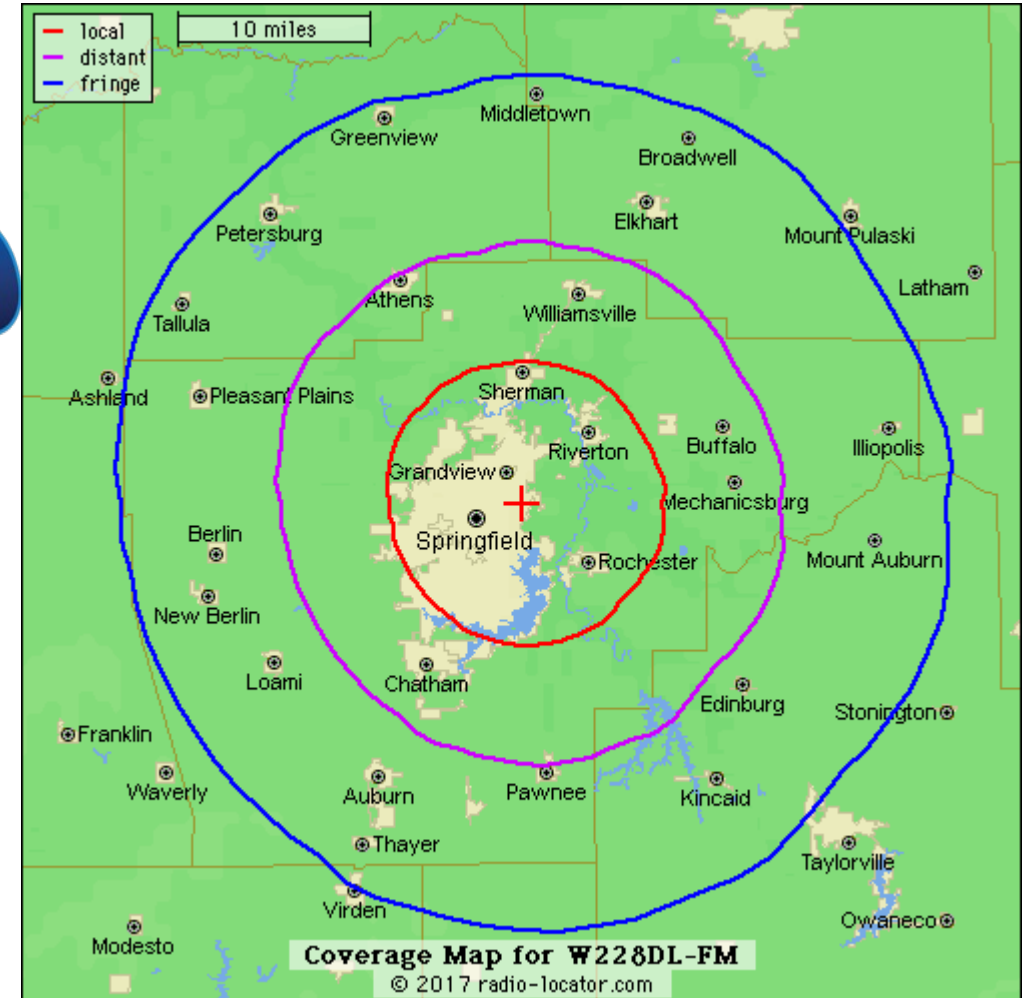 local
distant
fringe
10 miles
Middletown
Greenview
Broadwell
Elkhart
Petersburg
Mount Pulaski
Latham
Athens
Williamsville
Tallula
Sherman
Ashland
Pleasant Plains
Riverton
Buffalo
Illiopolis
Grandview
Mechanicsburg
Springfield
Berlin
Rochester
Mount Auburn
New Berlin
Loami
Chatham
Edinburg
Stonington
Franklin
Waverly
Auburn
Pawnee
Kincaid
Thayer
Taylorville
Virden
Owaneco
Modesto
Coverage Map for W228DL-FM
© 2017 radio-locator.com